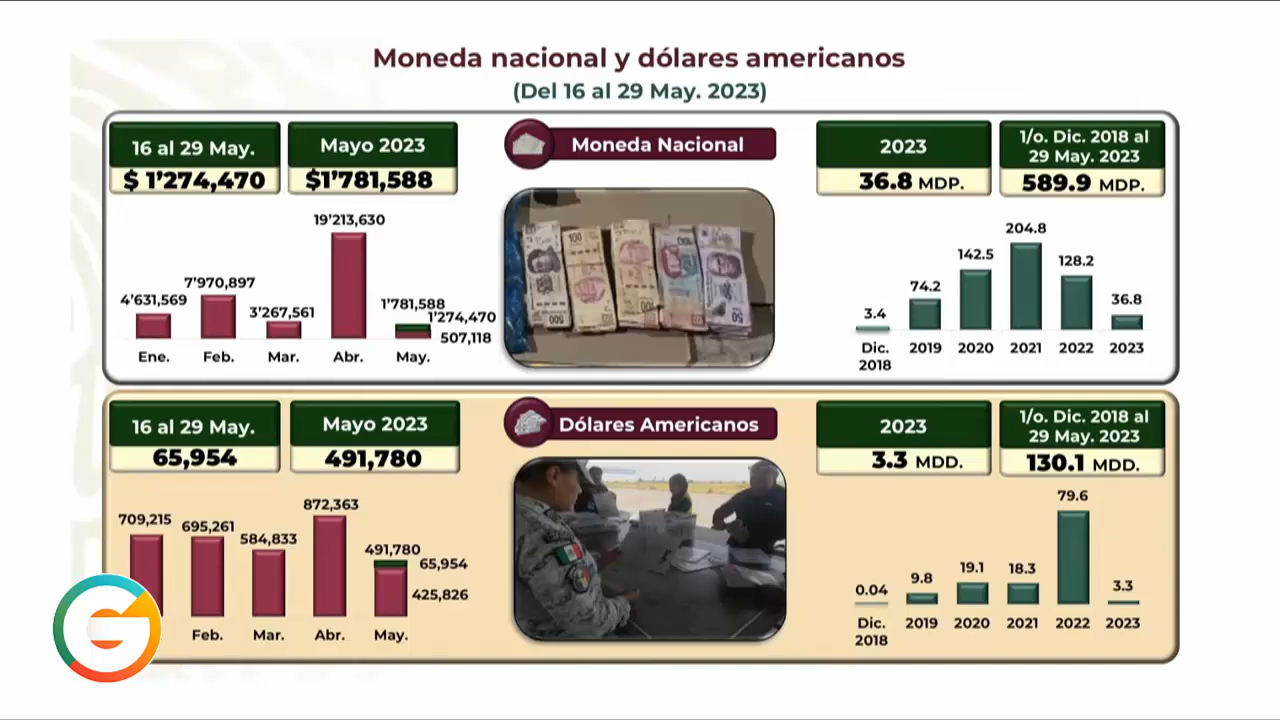 Moneda nacional y dólares americanos
(Del 16 al 29 May. 2023)
16 al 29 May.
$ 1'274,470
Mayo 2023
$1'781,588
Moneda Nacional
2023
36.8 MDP.
1/o. Dic. 2018 al
29 May. 2023
589.9 MDP.
4'631,569
7'970,897
3'267,561
19'213,630
1'781,588
1'274,470
507,118
Ene.
Feb.
Mar.
Abr.
May.
3.4
74.2
142.5
204.8
128.2
36.8
Dic.
2018
2019
2020
2021
2022
2023
16 al 29 May.
65,954
Mayo 2023
491,780
Dólares Americanos
2023
3.3 MDD.
1/o. Dic. 2018 al
29 May. 2023
130.1 MDD.
709,215
695,261
584,833
872,363
491,780
65,954
425,826
Feb.
Mar.
Abr.
May.
0.04
9.8
19.1
18.3
79.6
3.3
Dic.
2018
2019
2020
2021
2022
2023
G